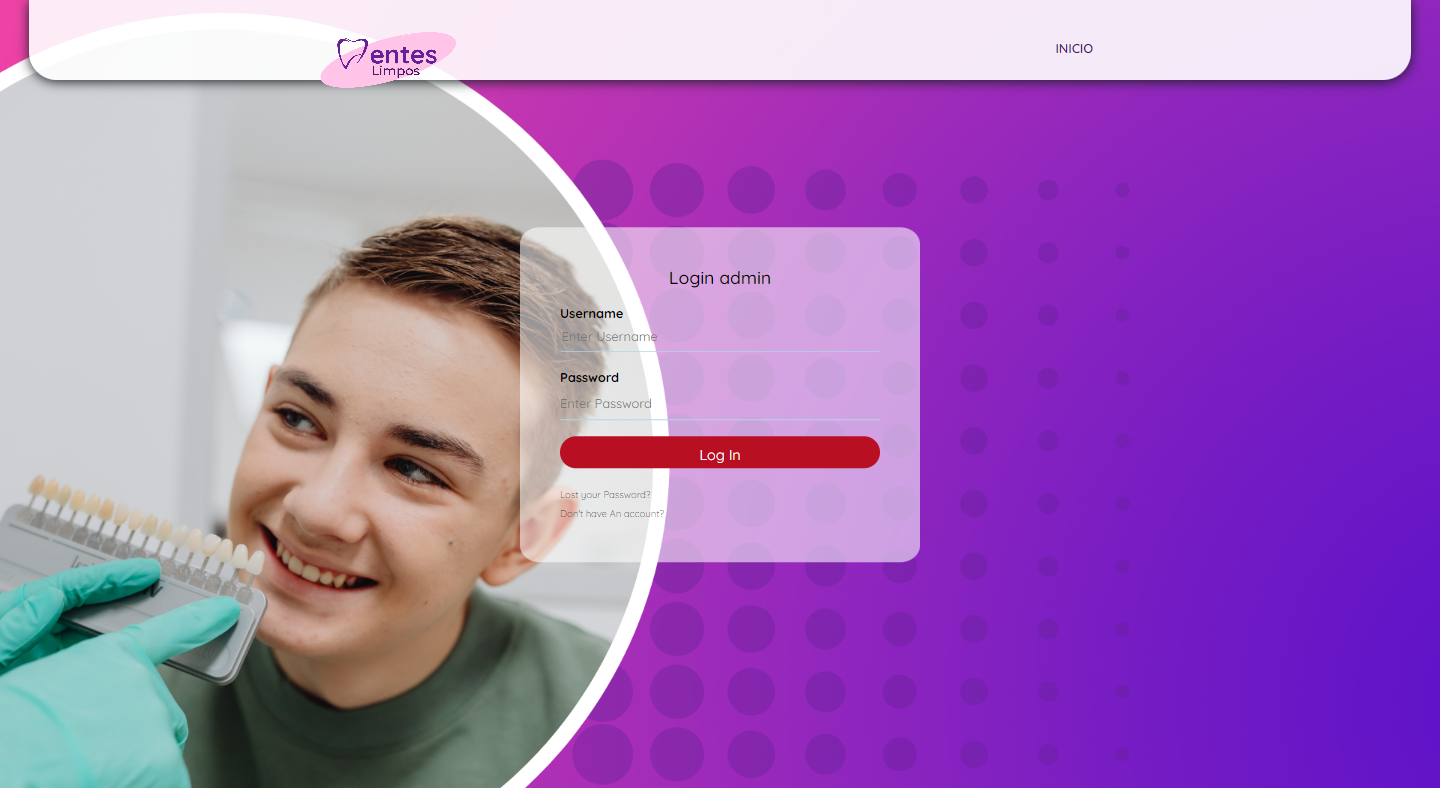 entes
Limpos
INICIO
Login admin
Username
Enter Username
Password
Enter Password
Log In
Lost your Password?
Don't have An account?